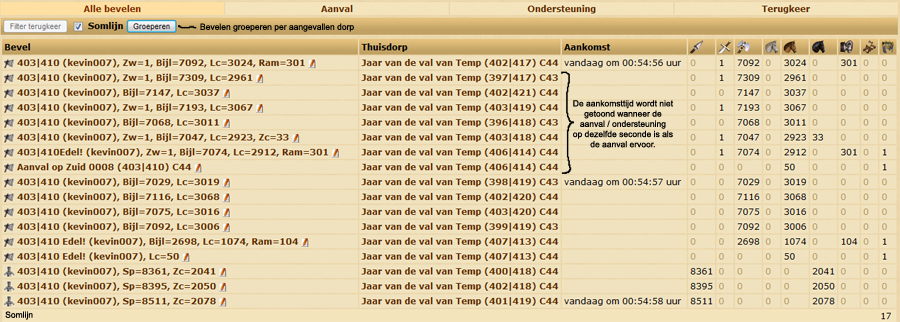 Alle bevelen Aanval Ondersteuning Terugkeer
Filter terugkeer Somlijn Groeperen Bevelen groeperen per aangevallen dorp
Bevel Thuisdorp Aankomst
403|410 (kevin007), Zw=1, Bijl=7092, Lc=3024, Ram=301 Jaar van de val van Temp (402|417) C44 vandaag om 00:54:56 uur 0 1 7092 0 3024 0 301 0 0
403|410 (kevin007), Zw=1, Bijl=7309, Lc=2961 Jaar van de val van Temp (397|417) C43 0 1 7309 0 2961 0 0 0 0
403|410 (kevin007), Bijl=7147, Lc=3037 Jaar van de val van Temp (402|421) C44 0 0 7147 0 3037 0 0 0 0
403|410 (kevin007), Zw=1, Bijl=7193, Lc=3067 Jaar van de val van Temp (403|419) C44 0 1 7193 0 3067 0 0 0 0
403|410 (kevin007), Bijl=7068, Lc=3011 Jaar van de val van Temp (396|418) C43 0 0 7068 0 3011 0 0 0 0
403|410 (kevin007), Zw=1, Bijl=7047, Lc=2923, Zc=33 Jaar van de val van Temp (403|418) C44 0 1 7047 0 2923 33 0 0 0
403|410Edel! (kevin007), Zw=1, Bijl=7074, Lc=2912, Ram=301 Jaar van de val van Temp (406|414) C44 0 1 7074 0 2912 0 301 0 1
Aanval op Zuid 0008 (403|410) C44 Jaar van de val van Temp (406|414) C44 0 0 0 0 50 0 0 0 1
De aankomsttijd wordt niet
getoond wanneer de
aanval / ondersteuning
op dezelfde seconde is als
de aanval ervoor.
403|410 (kevin007), Bijl=7029, Lc=3019 Jaar van de val van Temp (398|419) C43 vandaag om 00:54:57 uur 0 0 7029 0 3019 0 0 0 0
403|410 (kevin007), Bijl=7116, Lc=3068 Jaar van de val van Temp (402|420) C44 0 0 7116 0 3068 0 0 0 0
403|410 (kevin007), Bijl=7075, Lc=3016 Jaar van de val van Temp (403|420) C44 0 0 7075 0 3016 0 0 0 0
403|410 (kevin007), Bijl=7092, Lc=3006 Jaar van de val van Temp (399|419) C43 0 0 7092 0 3006 0 0 0 0
403|410 Edel! (kevin007), Bijl=2698, Lc=1074, Ram=104 Jaar van de val van Temp (407|413) C44 0 0 2698 0 1074 0 104 0 1
403|410 Edel! (kevin007), Lc=50 Jaar van de val van Temp (407|413) C44 0 0 0 0 50 0 0 0 1
403|410 (kevin007), Sp=8361, Zc=2041 Jaar van de val van Temp (400|418) C44 8361 0 0 0 0 2041 0 0 0
403|410 (kevin007), Sp=8395, Zc=2050 Jaar van de val van Temp (402|418) C44 8395 0 0 0 0 2050 0 0 0
403|410 (kevin007), Sp=8511, Zc=2078 Jaar van de val van Temp (401|419) C44 vandaag om 00:54:58 uur 8511 0 0 0 0 2078 0 0 0
Somlijn 17